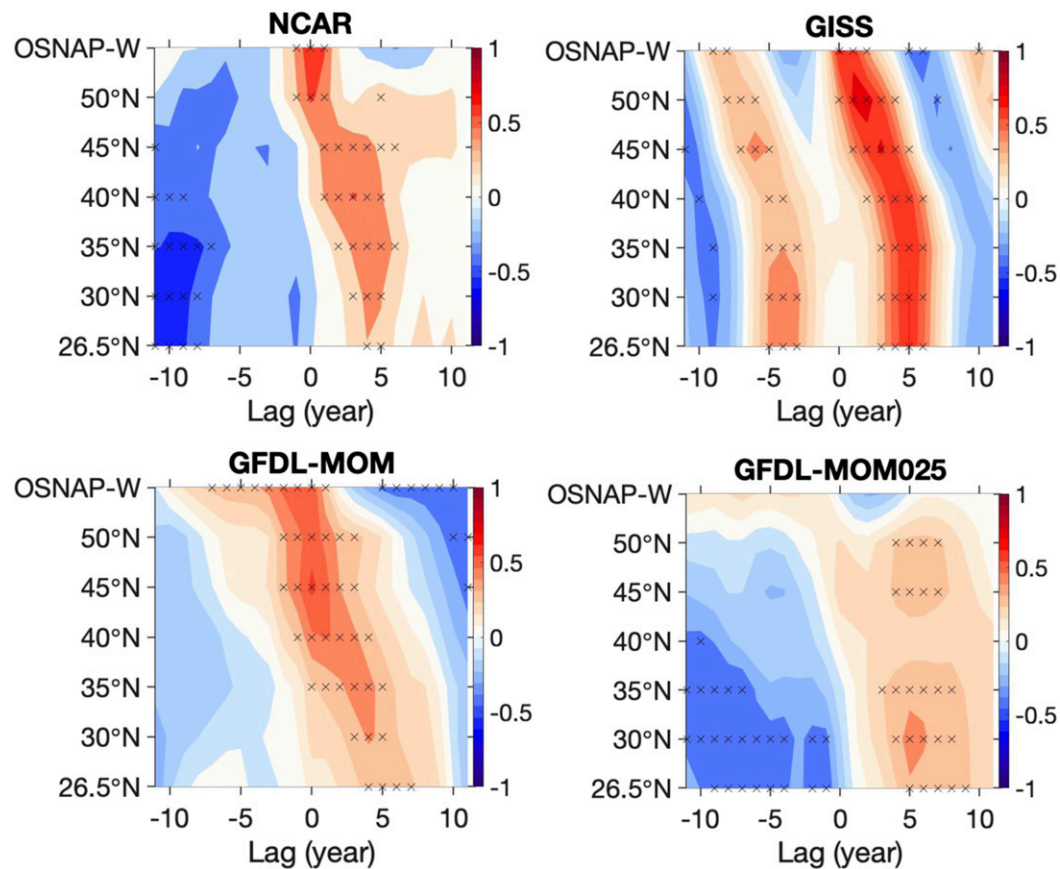 NCAR
OSNAP-W
50°N
45°N
40°N
35°N
30°N
26.5°N
-10 -5 0 5 10
Lag (year)
1
0.5
0
-0.5
-1
GISS
OSNAP-W
50°N
45°N
40°N
35°N
30°N
26.5°N
-10 -5 0 5 10
Lag (year)
1
0.5
0
-0.5
-1
GFDL-MOM
OSNAP-W
50°N
45°N
40°N
35°N
30°N
26.5°N
-10 -5 0 5 10
Lag (year)
1
0.5
0
-0.5
-1
GFDL-MOM025
OSNAP-W
50°N
45°N
40°N
35°N
30°N
26.5°N
-10 -5 0 5 10
Lag (year)
1
0.5
0
-0.5
-1